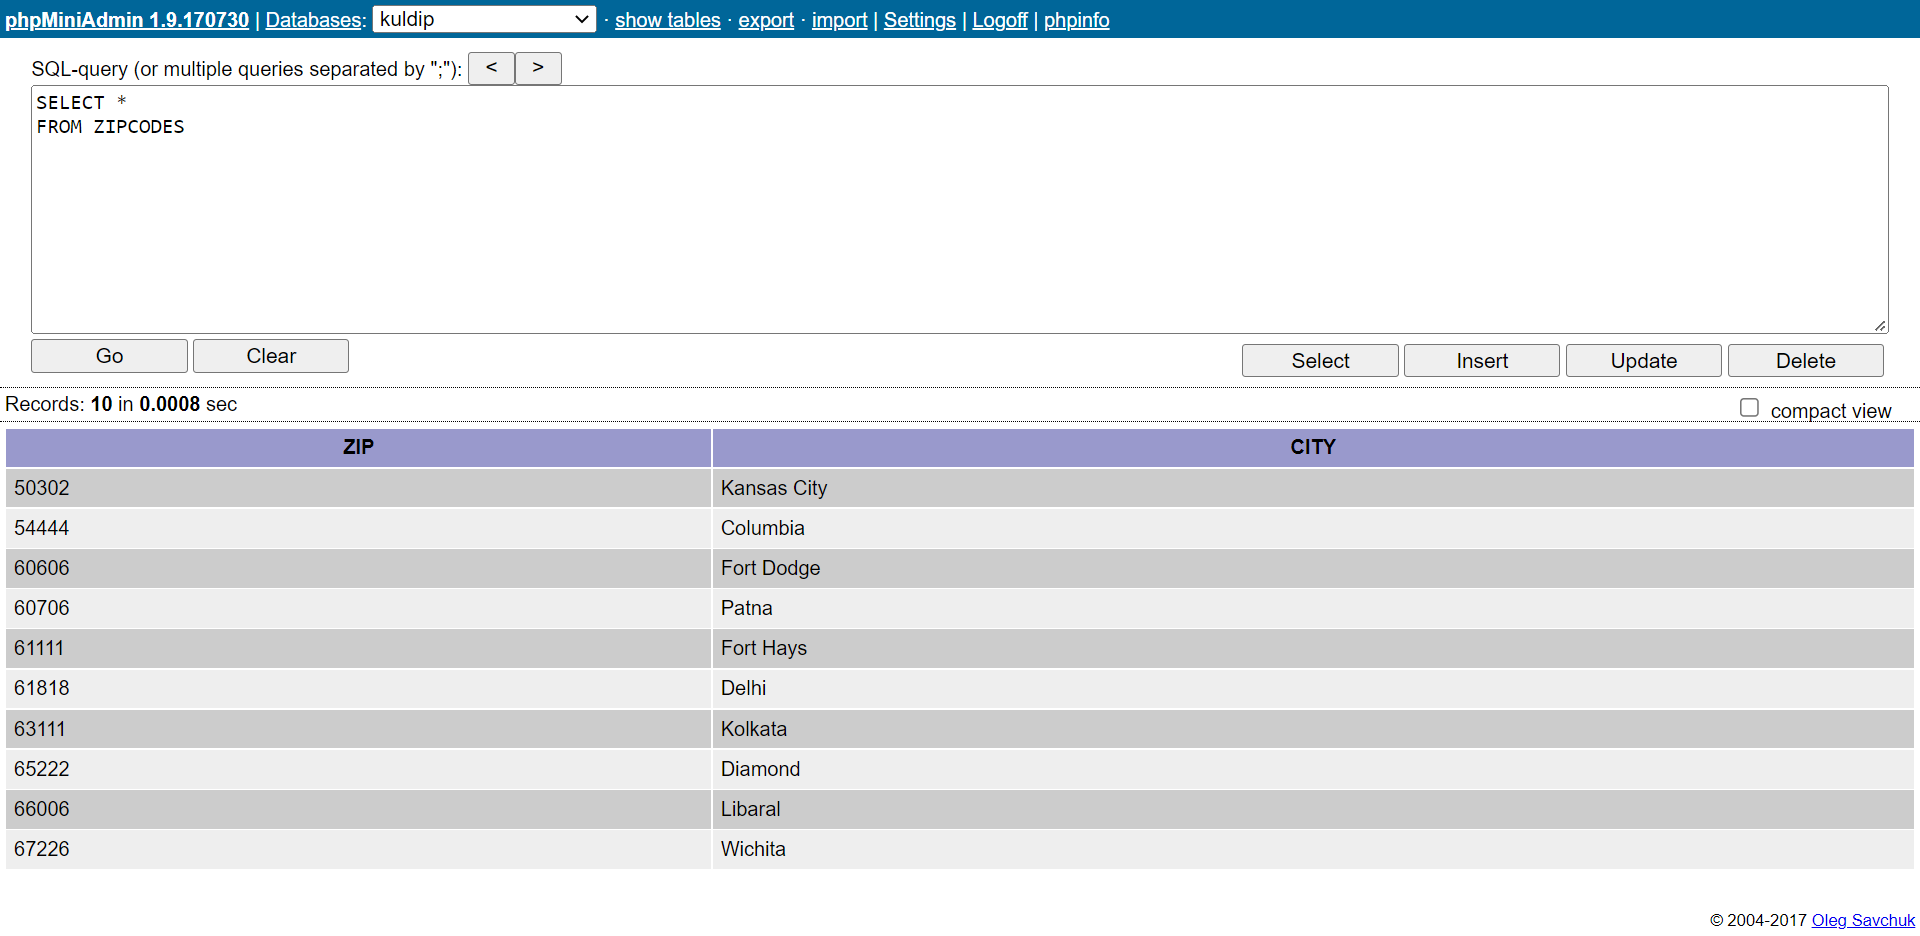 phpMiniAdmin 1.9.170730 | Databases: kuldip · show tables · export · import | Settings | Logoff | phpinfo
SQL-query (or multiple queries separated by ";"): < >
SELECT *
FROM ZIPCODES
Go Clear Select Insert Update Delete
Records: 10 in 0.0008 sec compact view
ZIP CITY
50302 Kansas City
54444 Columbia
60606 Fort Dodge
60706 Patna
61111 Fort Hays
61818 Delhi
63111 Kolkata
65222 Diamond
66006 Libaral
67226 Wichita
© 2004-2017 Oleg Savchuk